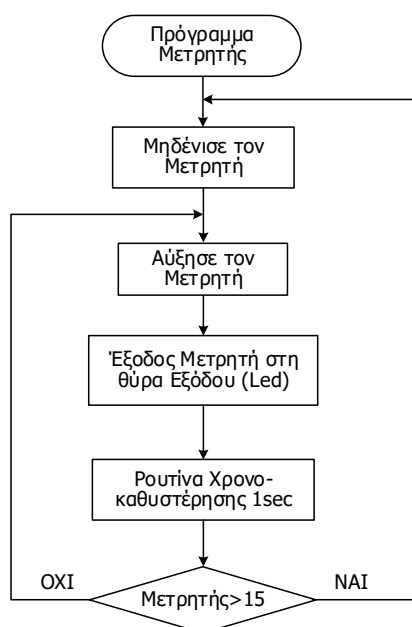 Πρόγραμμα
Μετρητής
Μηδένισε τον
Μετρητή
Αύξησε τον
Μετρητή
Έξοδος Μετρητή στη
θύρα Εξόδου (Led)
Ρουτίνα Χρονο-
καθυστέρησης 1sec
ΟΧΙ
Μετρητής>15
ΝΑΙ